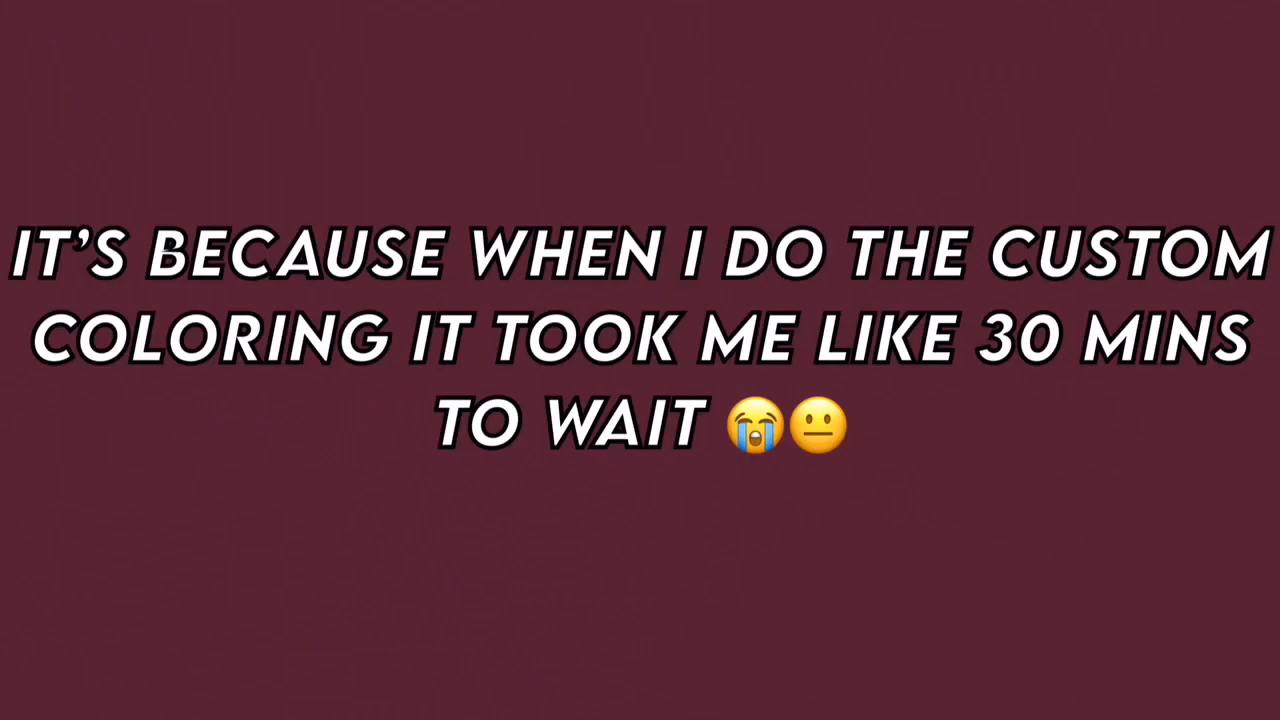 IT’S BECAUSE WHEN I DO THE CUSTOM
COLORING IT TOOK ME LIKE 30 MINS
TO WAIT 😭😐